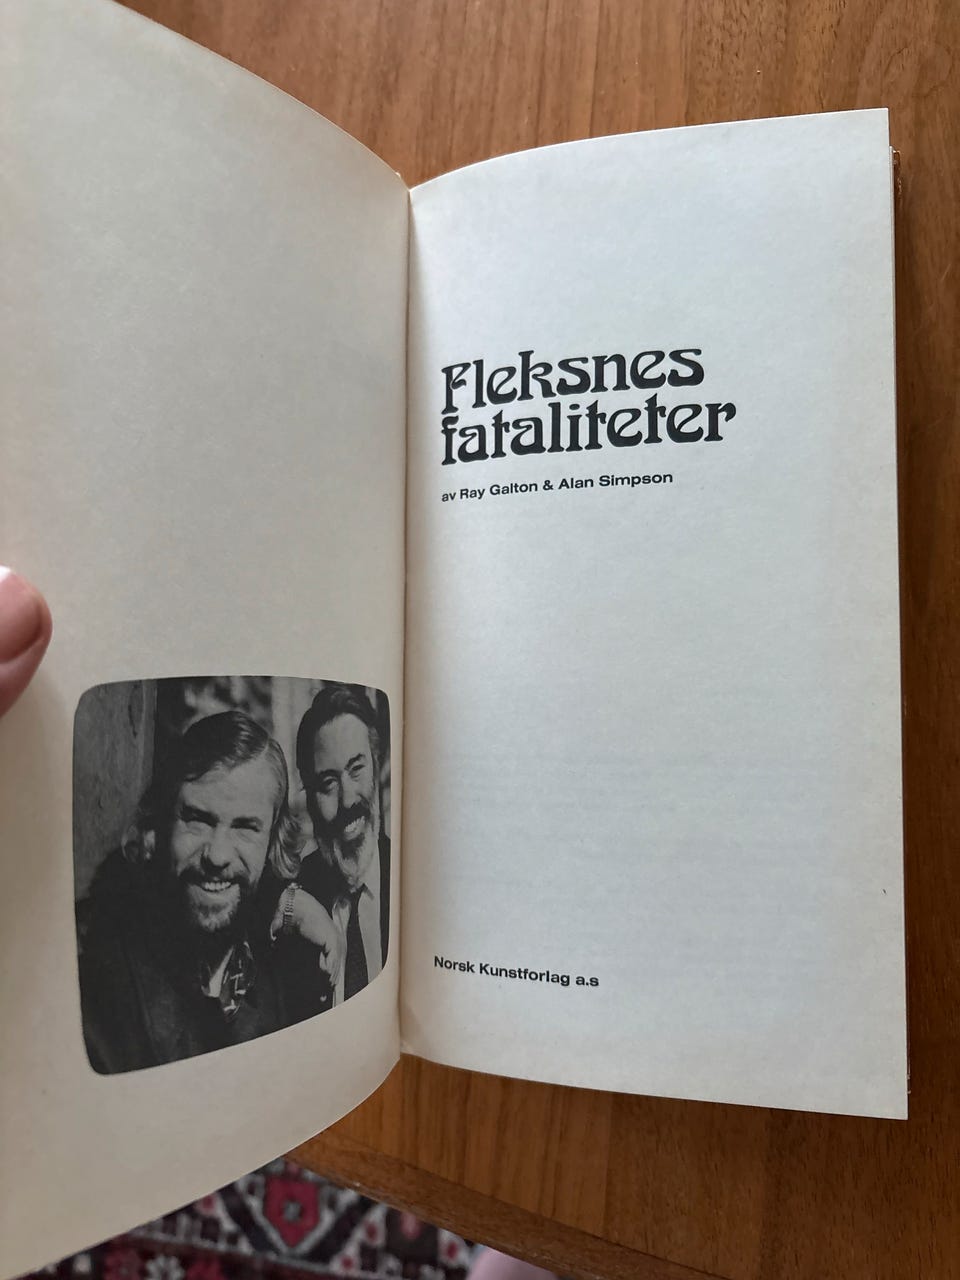 Fleksnes
fataliteter
av Ray Galton & Alan Simpson
Norsk Kunstforlag a.s